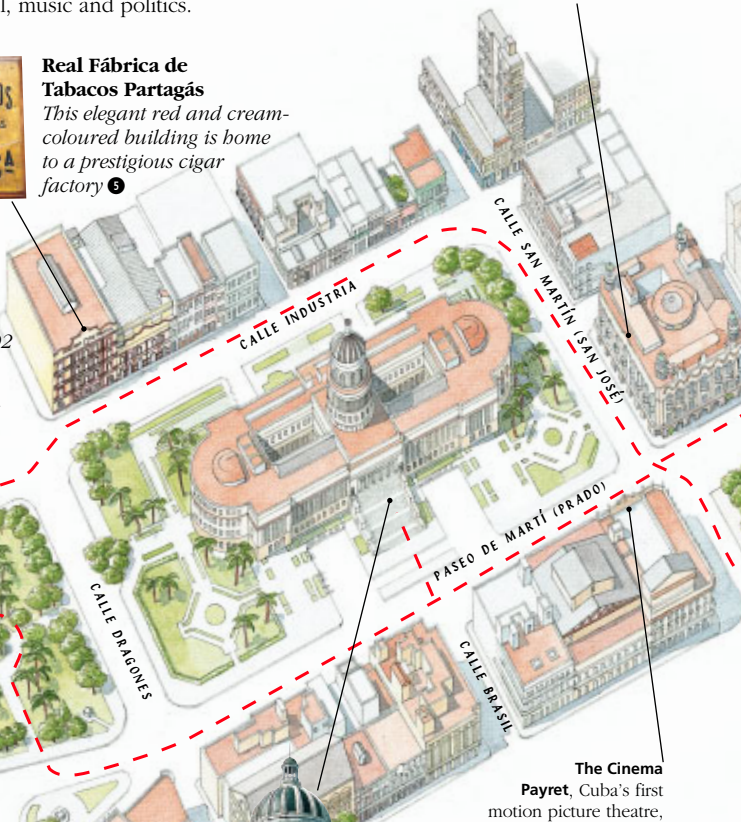 l, music and politics.
Real Fábrica de
Tabacos Partagás
This elegant red and cream-
coloured building is home
to a prestigious cigar
factory 5
CALLE INDUSTRIA
CALLE SAN MARTÍN (SAN JOSÉ)
PASEO DE MARTÍ (PRADO)
CALLE DRAGONES
CALLE BRASIL
The Cinema
Payret, Cuba's first
motion picture theatre,